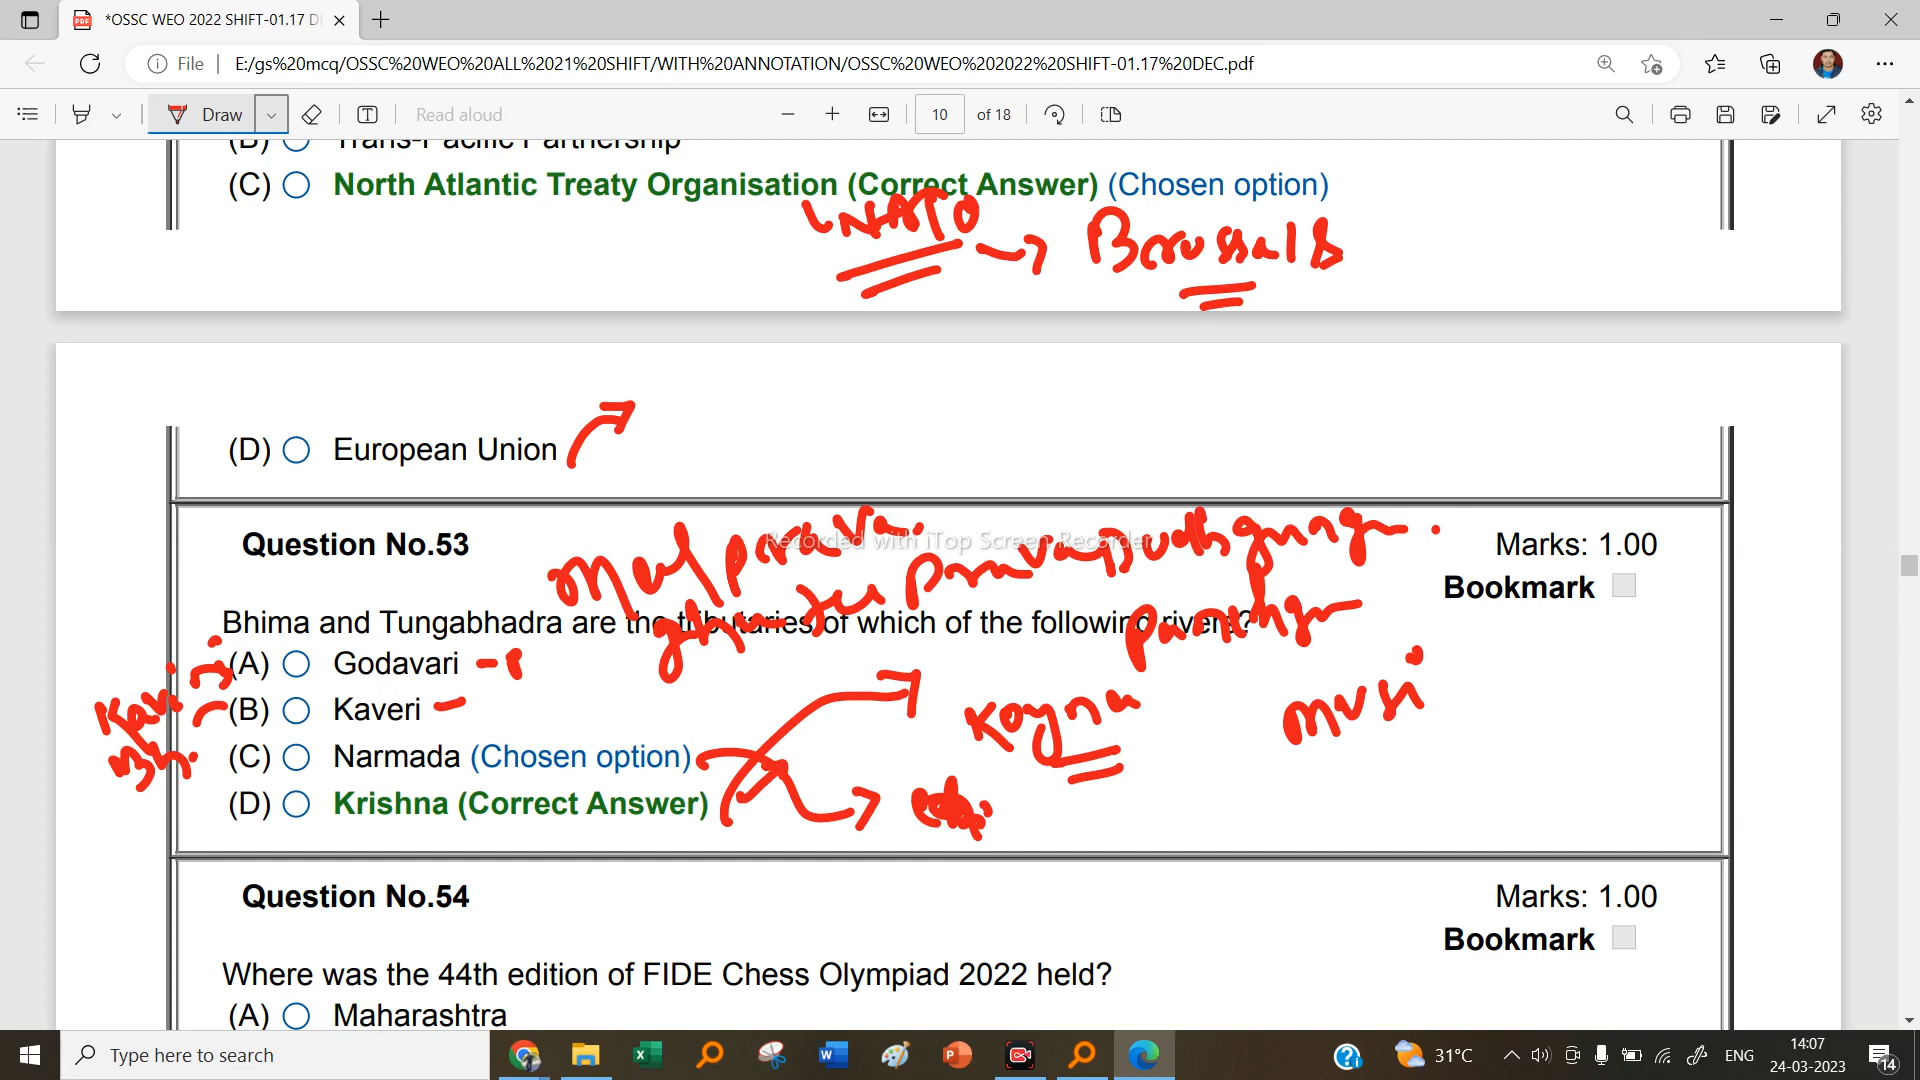 *OSSC WEO 2022 SHIFT-01.17 D
File
E:/gs%20mcq/OSSC%20WEO%20ALL%2021%20SHIFT/WITH%20ANNOTATION/OSSC%20WEO%202022%20SHIFT-01.17%20DEC.pdf
Draw
Read aloud
10 of 18
(B) Trans-Pacific Partnership
(C) North Atlantic Treaty Organisation (Correct Answer) (Chosen option)
NATO
(D) European Union
Question No.53
Marks: 1.00
Recorded with iTop Screen Recorder
Bookmark
Bhima and Tungabhadra are the tributaries of which of the following rivers?
(A) Godavari
(B) Kaveri
(C) Narmada (Chosen option)
(D) Krishna (Correct Answer)
Koyna
musi
Question No.54
Marks: 1.00
Bookmark
Where was the 44th edition of FIDE Chess Olympiad 2022 held?
(A) Maharashtra
Type here to search
31°C
ENG
14:07
24-03-2023
14